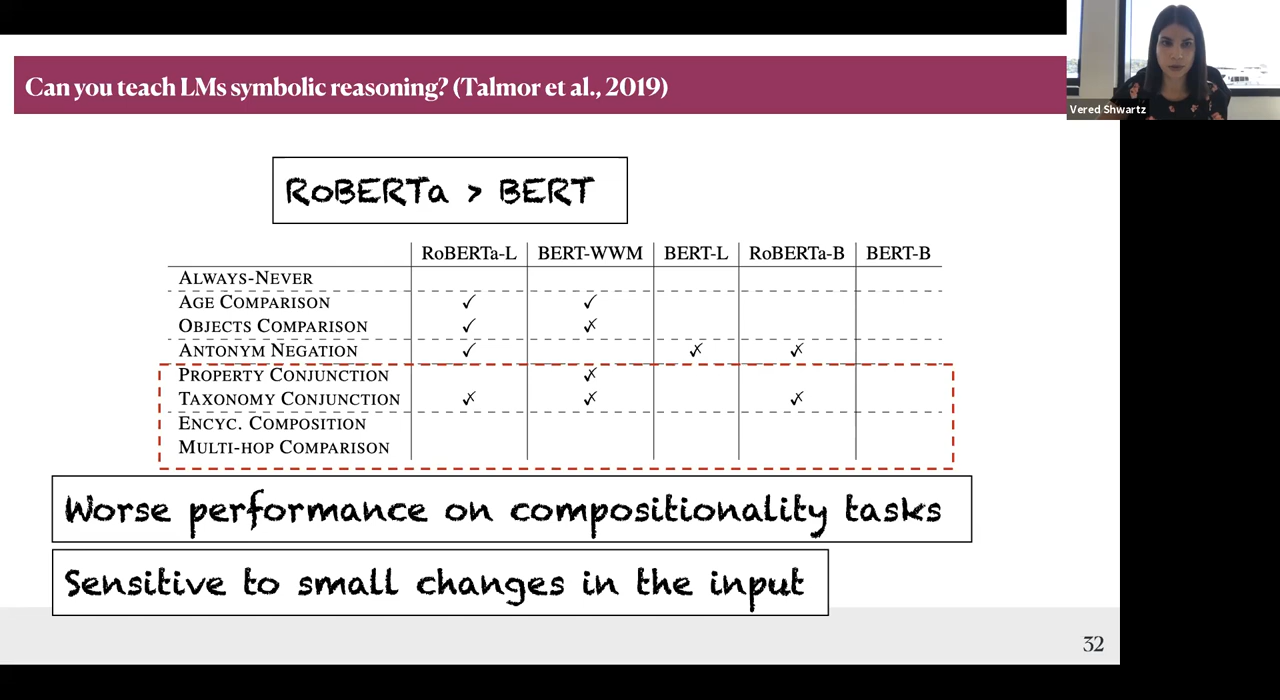 Can you teach LMs symbolic reasoning? (Talmor et al., 2019)
Vered Shwartz
RoBERTa > BERT
RoBERTa-L BERT-WWM BERT-L RoBERTa-B BERT-B
ALWAYS-NEVER
AGE COMPARISON ✓ ✓
OBJECTS COMPARISON ✓ ✗
ANTONYM NEGATION ✓ ✗ ✗
PROPERTY CONJUNCTION ✗
TAXONOMY CONJUNCTION ✗ ✗ ✗
ENCYC. COMPOSITION
MULTI-HOP COMPARISON
Worse performance on compositionality tasks
Sensitive to small changes in the input
32